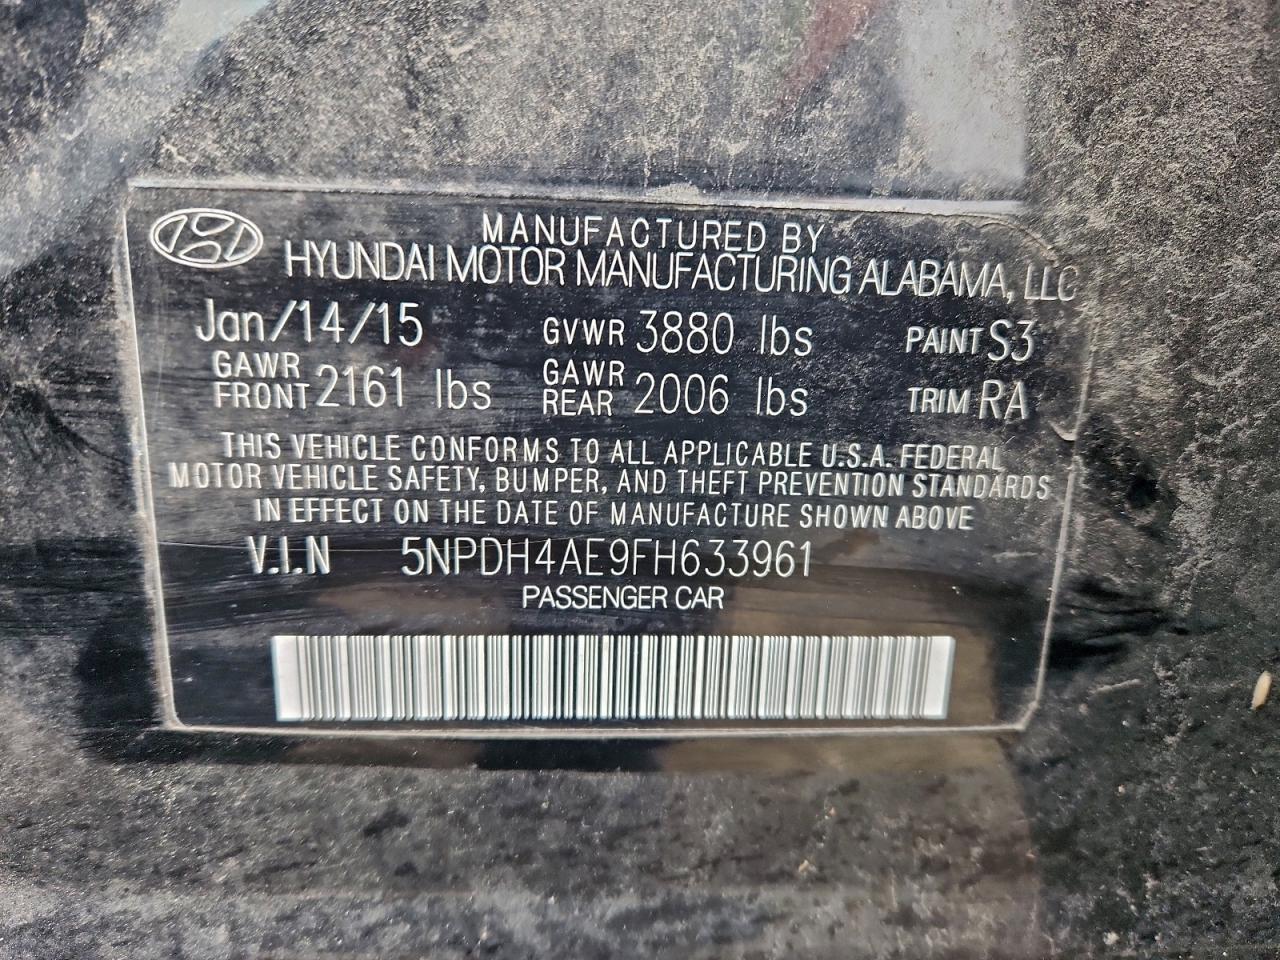 MANUFACTURED BY
HYUNDAI MOTOR MANUFACTURING ALABAMA, LLC
Jan/14/15 GVWR 3880 lbs PAINT S3
GAWR FRONT 2161 lbs GAWR REAR 2006 lbs TRIM RA
THIS VEHICLE CONFORMS TO ALL APPLICABLE U.S.A. FEDERAL
MOTOR VEHICLE SAFETY, BUMPER, AND THEFT PREVENTION STANDARDS
IN EFFECT ON THE DATE OF MANUFACTURE SHOWN ABOVE
V.I.N 5NPDH4AE9FH633961
PASSENGER CAR